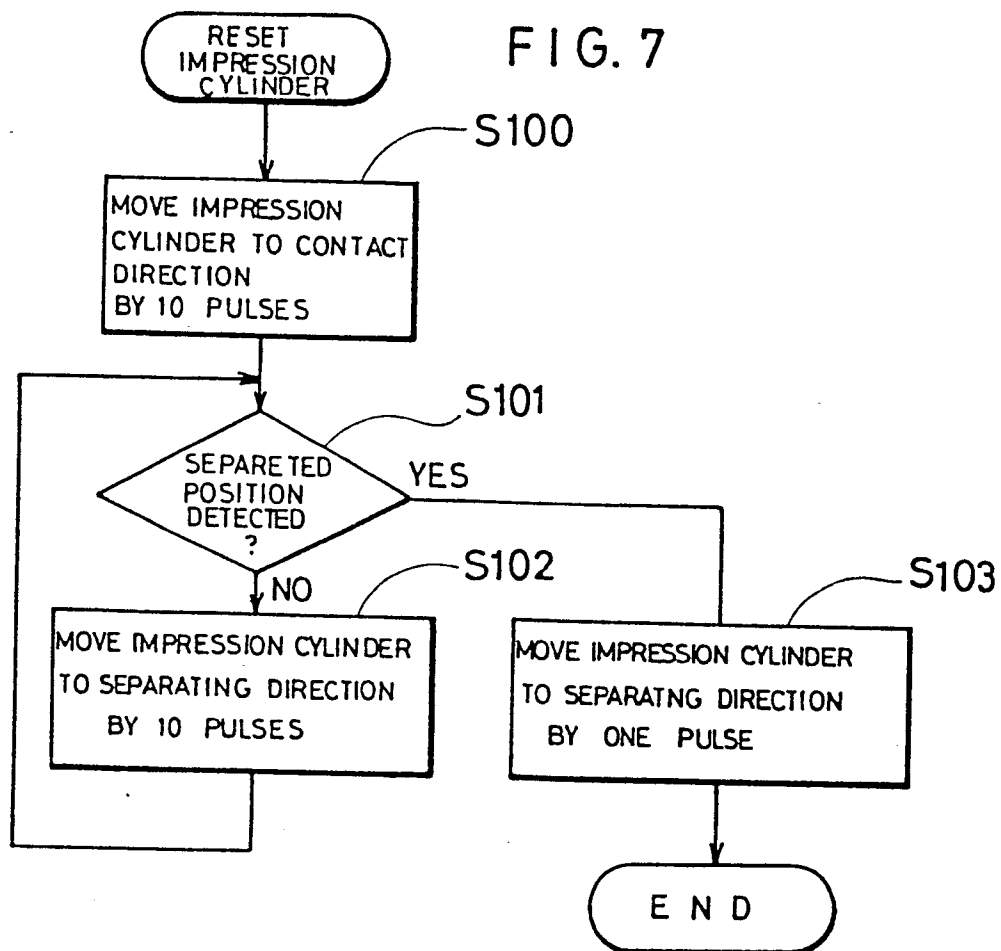 RESET
IMPRESSION
CYLINDER
FIG. 7
S100
MOVE IMPRESSION
CYLINDER TO CONTACT
DIRECTION
BY 10 PULSES
S101
SEPARETED
POSITION
DETECTED
?
YES
NO
S102
MOVE IMPRESSION CYLINDER
TO SEPARATING DIRECTION
BY 10 PULSES
S103
MOVE IMPRESSION CYLINDER
TO SEPARATNG DIRECTION
BY ONE PULSE
END